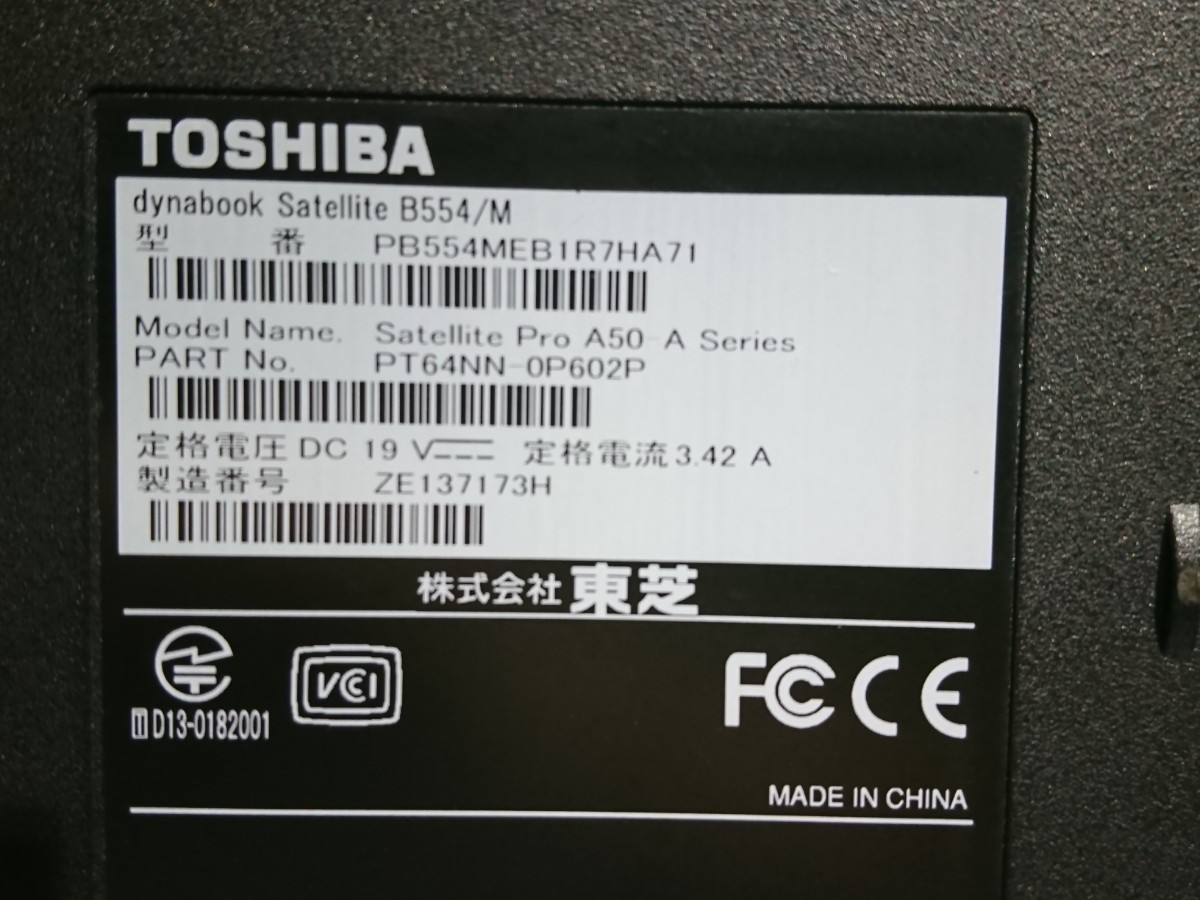 TOSHIBA
dynabook Satellite B554/M
型 番 PB554MEB1R7HA71
Model Name. Satellite Pro A50-A Series
PART No. PT64NN-0P602P
定格電圧 DC 19 V 定格電流 3.42 A
製造番号 ZE137173H
株式会社 東芝
T D13-0182001
VCI
FC CE
MADE IN CHINA